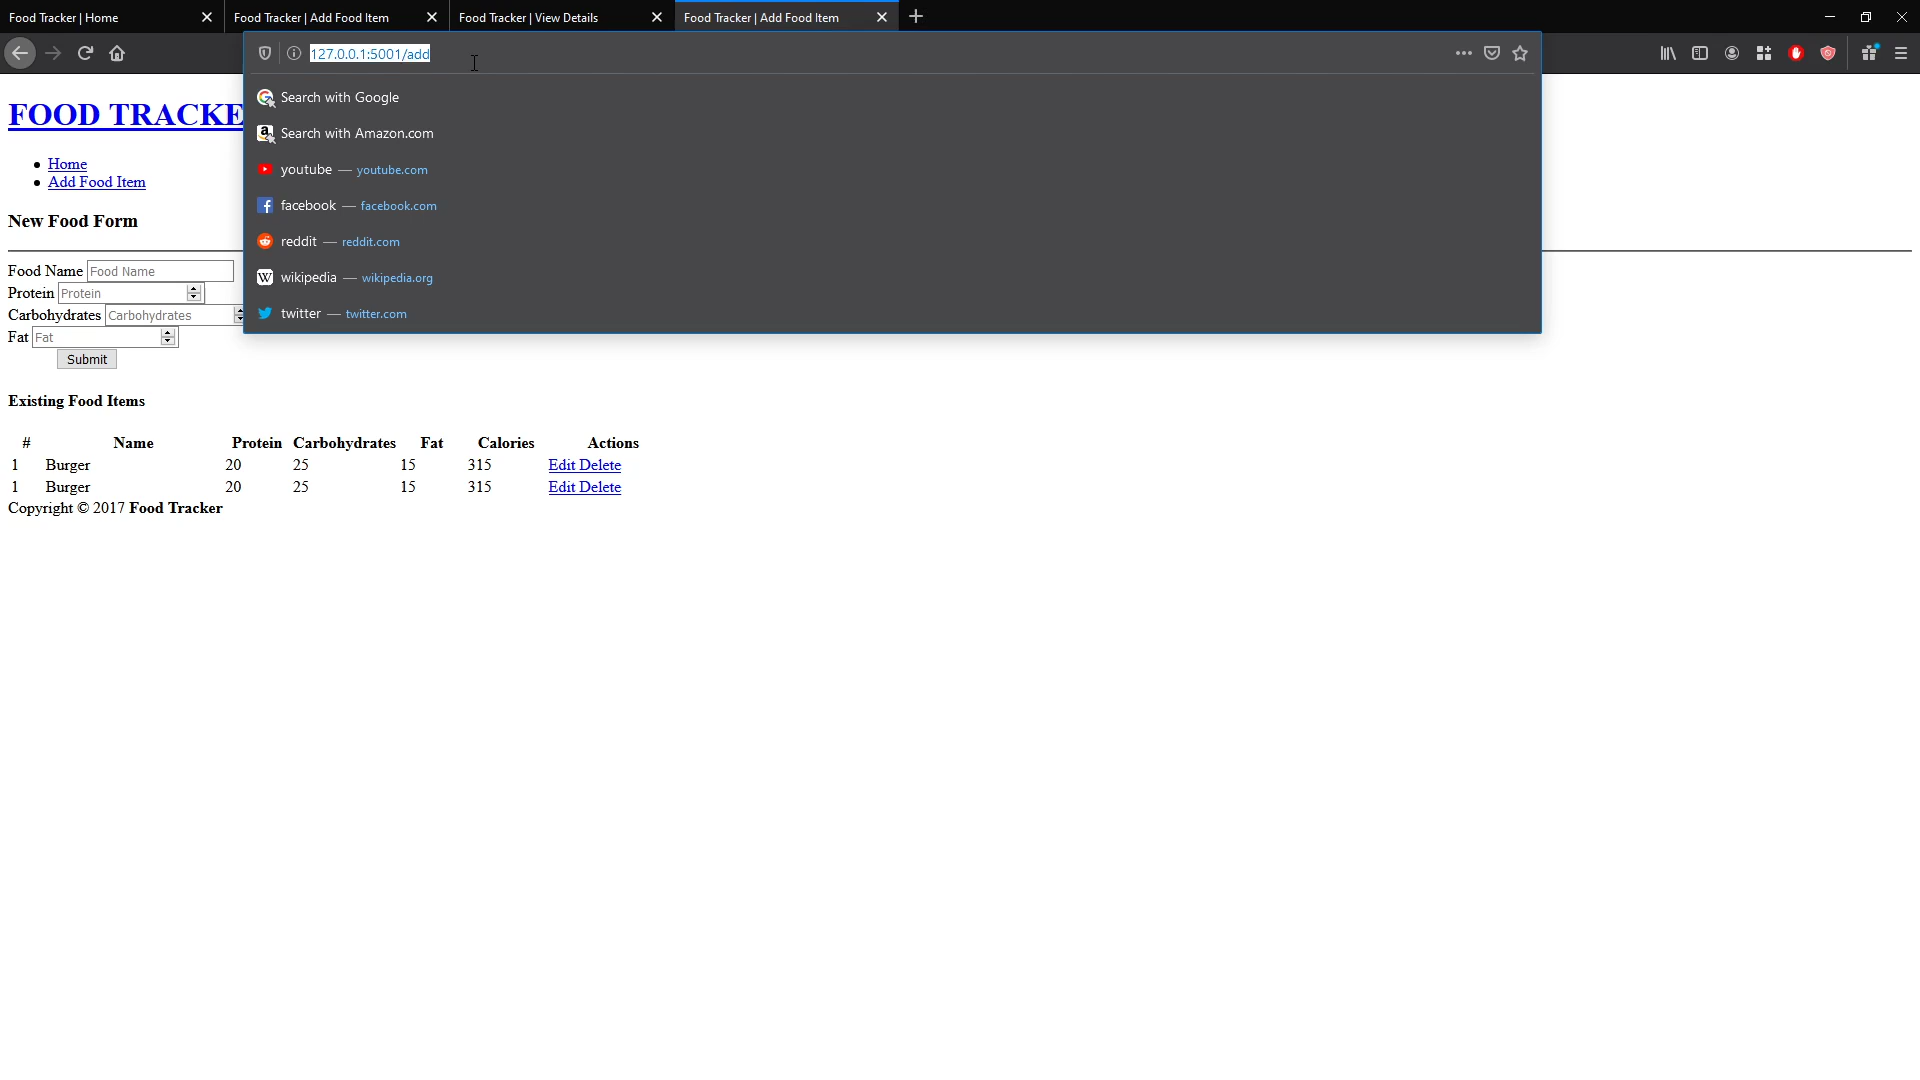 Food Tracker | Home Food Tracker | Add Food Item Food Tracker | View Details Food Tracker | Add Food Item
127.0.0.1:5001/add
Search with Google
Search with Amazon.com
youtube — youtube.com
facebook — facebook.com
reddit — reddit.com
wikipedia — wikipedia.org
twitter — twitter.com
FOOD TRACKE
Home
Add Food Item
New Food Form
Food Name Food Name
Protein Protein
Carbohydrates Carbohydrates
Fat Fat
Submit
Existing Food Items
# Name Protein Carbohydrates Fat Calories Actions
1 Burger 20 25 15 315 Edit Delete
1 Burger 20 25 15 315 Edit Delete
Copyright © 2017 Food Tracker